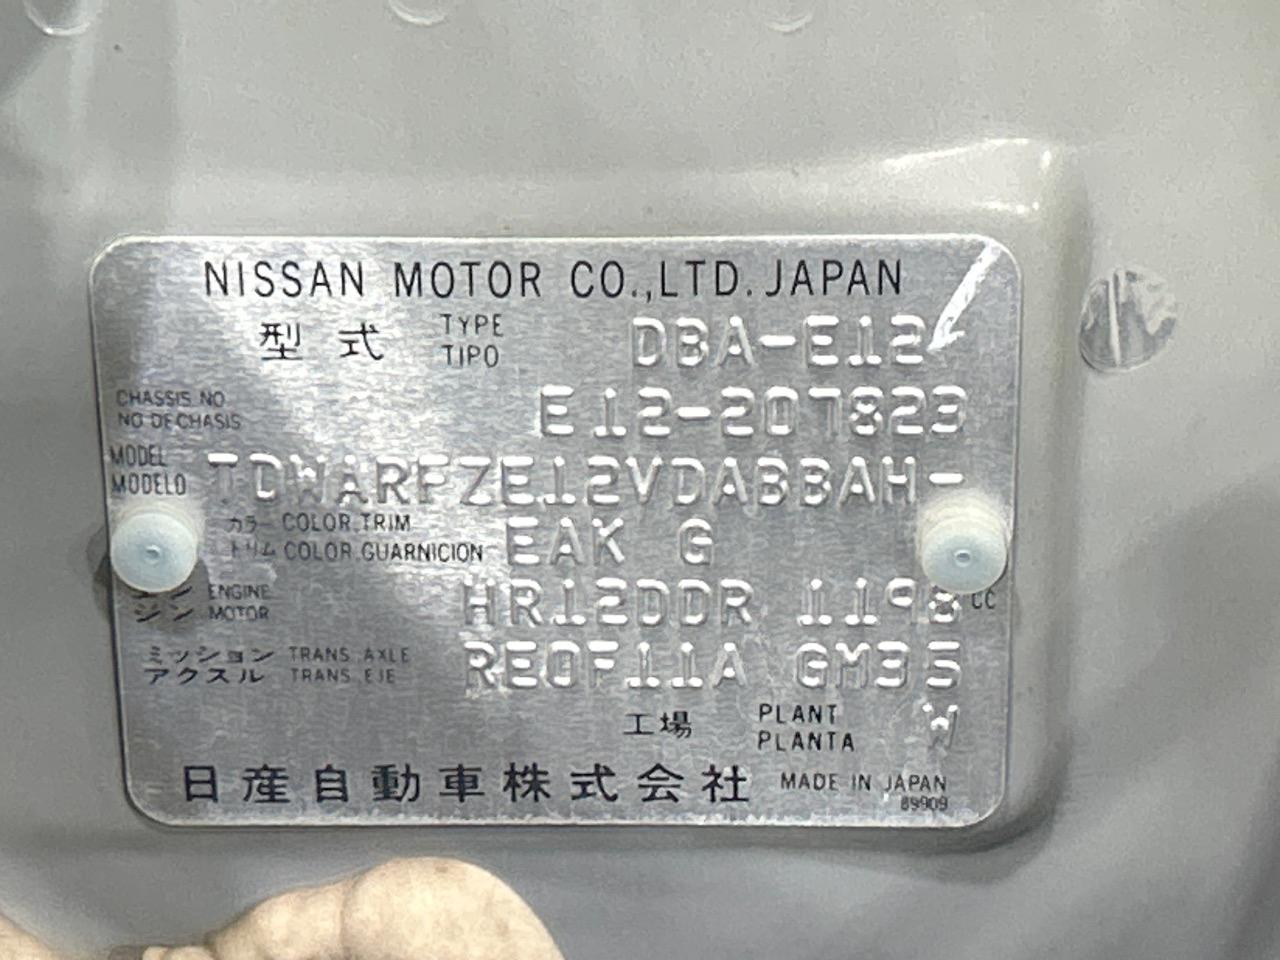 NISSAN MOTOR CO.,LTD. JAPAN
型式 TYPE DBA-E12
TIPO
CHASSIS NO E12-207823
NO DE CHASIS
MODEL TDWARFZE12VDABBAH-
MODELO
カラー COLOR.TRIM EAK G
トリム COLOR.GUARNICION
ENGINE HR12DDR 1198 CC
ジン MOTOR
ミッション TRANS.AXLE RE0F11A GM35
アクスル TRANS.EJE
工場 PLANT W
PLANTA
日産自動車株式会社 MADE IN JAPAN
89909